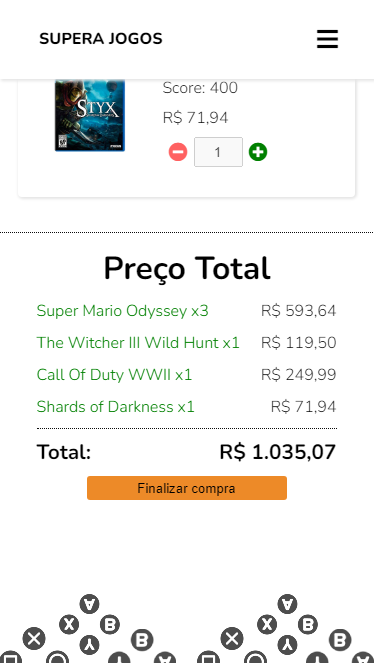 SUPERA JOGOS
Score: 400
STYX
R$ 71,94
1
Preço Total
Super Mario Odyssey x3 R$ 593,64
The Witcher III Wild Hunt x1 R$ 119,50
Call Of Duty WWII x1 R$ 249,99
Shards of Darkness x1 R$ 71,94
Total: R$ 1.035,07
Finalizar compra
A
X B
Y
B
A
X B
Y
B